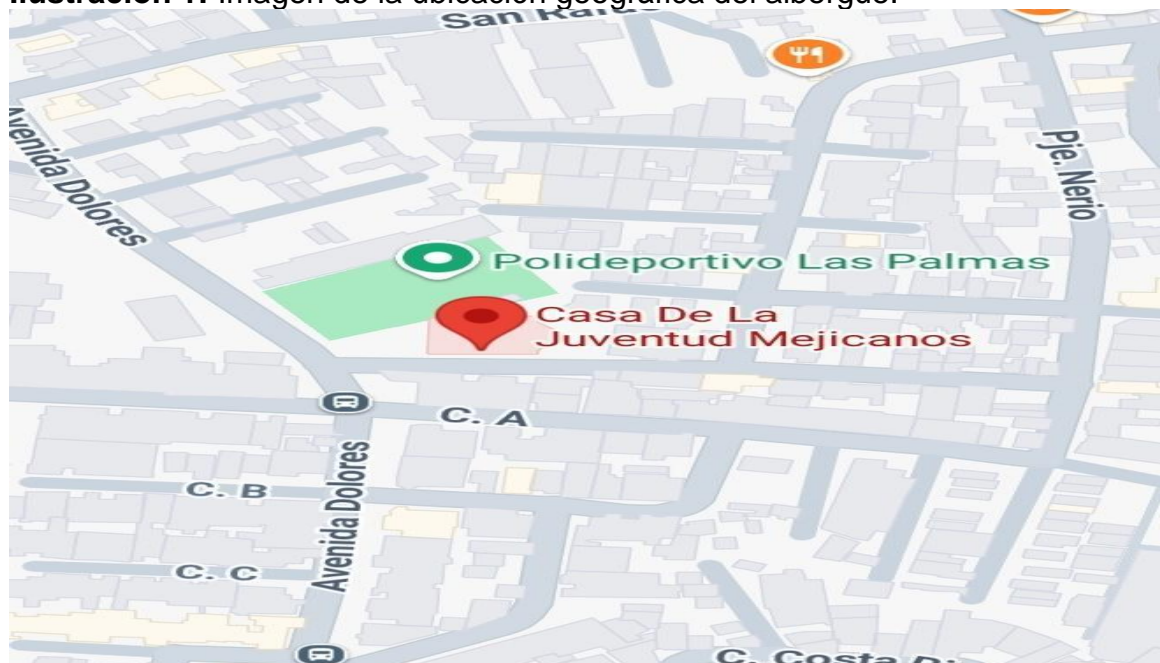 Ilustración 1. Imagen de la ubicación geográfica del albergue.
San
Avenida Dolores
Pje. Nerio
Polideportivo Las Palmas
Casa De La
Juventud Mejicanos
C. A
C. B
Avenida Dolores
C. C
C. Costa